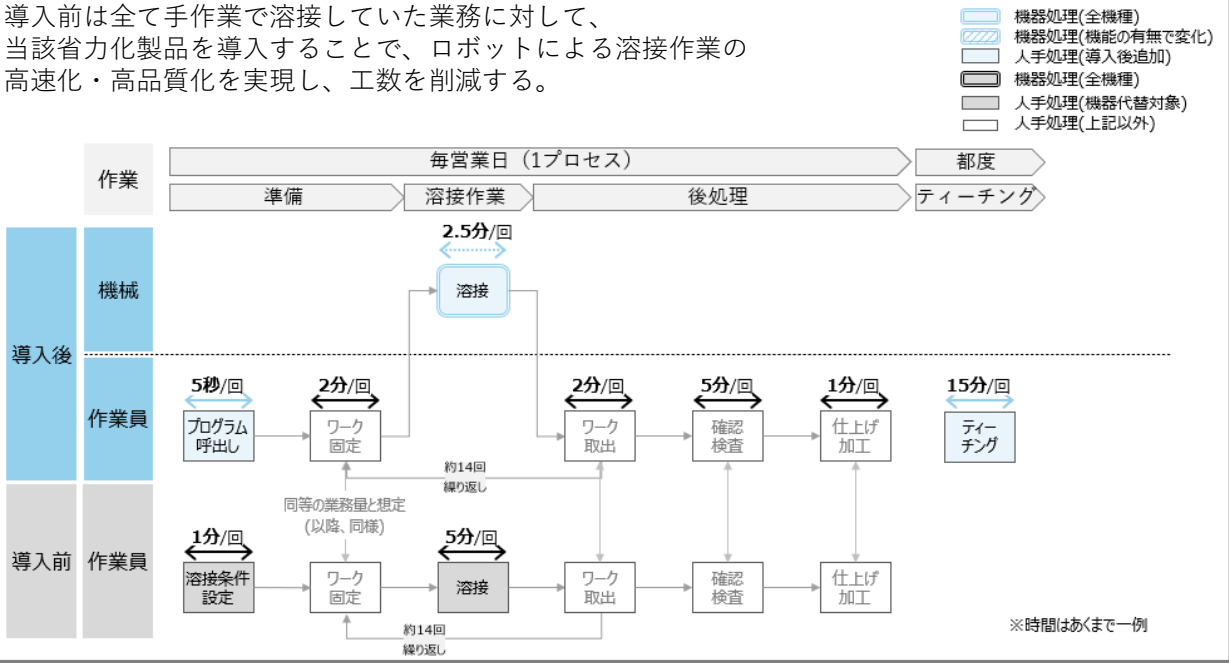 導入前は全て手作業で溶接していた業務に対して、
当該省力化製品を導入することで、ロボットによる溶接作業の
高速化・高品質化を実現し、工数を削減する。
機器処理(全機種)
機器処理(機能の有無で変化)
人手処理(導入後追加)
機器処理(全機種)
人手処理(機器代替対象)
人手処理(上記以外)
作業
毎営業日（1プロセス）
都度
準備
溶接作業
後処理
ティーチング
導入後
機械
2.5分/回
溶接
作業員
5秒/回
プログラム
呼出し
2分/回
ワーク
固定
2分/回
ワーク
取出
5分/回
確認
検査
1分/回
仕上げ
加工
15分/回
ティー
チング
約14回
繰り返し
同等の業務量と想定
(以降、同様)
導入前
作業員
1分/回
溶接条件
設定
ワーク
固定
5分/回
溶接
ワーク
取出
確認
検査
仕上げ
加工
約14回
繰り返し
※時間はあくまで一例